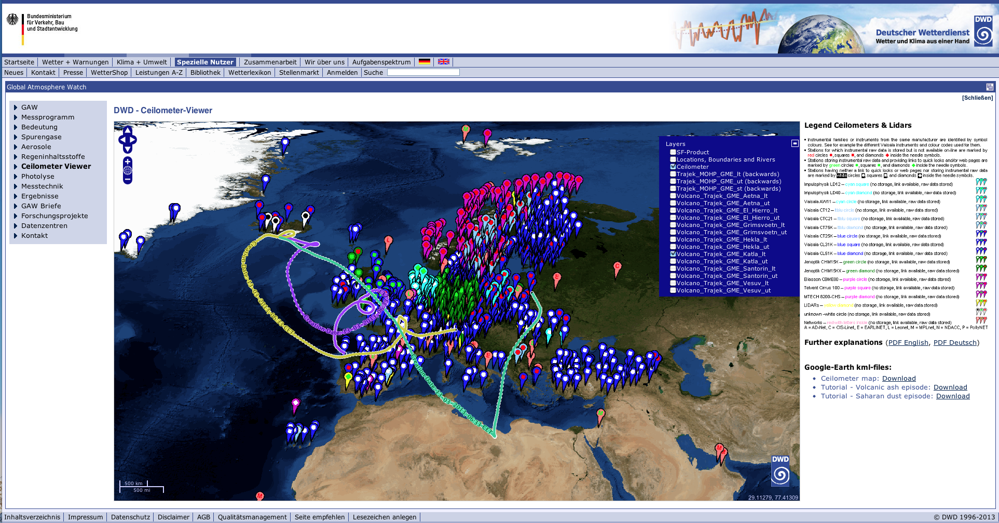 Bundesministerium
für Verkehr, Bau
und Stadtentwicklung
DWD
Deutscher Wetterdienst
Wetter und Klima aus einer Hand
Startseite Wetter + Warnungen Klima + Umwelt Spezielle Nutzer Zusammenarbeit Wir über uns Aufgabenspektrum
Neues Kontakt Presse WetterShop Leistungen A-Z Bibliothek Wetterlexikon Stellenmarkt Anmelden Suche
Global Atmosphere Watch
[Schließen]
GAW
Messprogramm
Bedeutung
Spurengase
Aerosole
Regeninhaltsstoffe
Ceilometer Viewer
Photolyse
Messtechnik
Ergebnisse
GAW Briefe
Forschungsprojekte
Datenzentren
Kontakt
DWD - Ceilometer-Viewer
Layers
SF-Product
Locations, Boundaries and Rivers
Ceilometer
Trajek_MOHP_GME_lt (backwards)
Trajek_MOHP_GME_ut (backwards)
Trajek_MOHP_GME_st (backwards)
Volcano_Trajek_GME_Aetna_lt
Volcano_Trajek_GME_Aetna_ut
Volcano_Trajek_GME_El_Hierro_lt
Volcano_Trajek_GME_El_Hierro_ut
Volcano_Trajek_GME_Grimsvoetn_lt
Volcano_Trajek_GME_Grimsvoetn_ut
Volcano_Trajek_GME_Hekla_lt
Volcano_Trajek_GME_Hekla_ut
Volcano_Trajek_GME_Katla_lt
Volcano_Trajek_GME_Katla_ut
Volcano_Trajek_GME_Santorin_lt
Volcano_Trajek_GME_Santorin_ut
Volcano_Trajek_GME_Vesuv_lt
Volcano_Trajek_GME_Vesuv_ut
L
C
E
E
M
M
Creation Date: 13-03-2013, 06:33 CET
Creation Date: 13-03-2013, 06:33 CET
Creation Date: 13-03-2013, 06:33 CET
500 km
500 mi
DWD
29.11279, 77.41309
Legend Ceilometers & Lidars
• Instrumental families or instruments from the same manufacturer are identified by symbol
colours. See for example the different Vaisala instruments and colour codes used for them.
• Stations for which instrumental raw data is stored but is not available on-line are marked by
red circles , squares , and diamonds inside the needle symbols.
• Stations storing instrumental raw data and providing links to quick looks and/or web pages are
marked by green circles , squares , and diamonds inside the needle symbols.
• Stations having neither a link to quick looks or web pages nor storing instrumental raw data
are marked by white circles , squares , and diamonds inside the needle symbols.
Impulsphysik LD12 – cyan square (no storage, link available, raw data stored)
Impulsphysik LD40 – cyan diamond (no storage, link available, raw data stored)
Vaisala AW11 – cyan circle (no storage, link available, raw data stored)
Vaisala CT12 – ltblu circle (no storage, link available, raw data stored)
Vaisala CTC21 – ltblu square (no storage, link available, raw data stored)
Vaisala CT75K – ltblu diamond (no storage, link available, raw data stored)
Vaisala CT25K – blue circle (no storage, link available, raw data stored)
Vaisala CL31K – blue square (no storage, link available, raw data stored)
Vaisala CL51K – blue diamond (no storage, link available, raw data stored)
Jenoptik CHM15K – green circle (no storage, link available, raw data stored)
Jenoptik CHM15KX – green diamond (no storage, link available, raw data stored)
Eliasson CBME80 – purple circle (no storage, link available, raw data stored)
Telvent Cirrus 100 – purple square (no storage, link available, raw data stored)
MTECH 8200-CHS – purple diamond (no storage, link available, raw data stored)
LIDARs – yellow diamond (no storage, link available, raw data stored)
unknown –white circle (no storage, link available, raw data stored)
Networks – red with letters inside (no storage, link available, raw data stored)
A = AD-Net, C = CIS-Linet, E = EARLINET, L = Leonet, M = MPLnet, N = NDACC, P = PollyNET
Further explanations (PDF English, PDF Deutsch)
Google-Earth kml-files:
• Ceilometer map: Download
• Tutorial - Volcanic ash episode: Download
• Tutorial - Saharan dust episode: Download
Inhaltsverzeichnis Impressum Datenschutz Disclaimer AGB Qualitätsmanagement Seite empfehlen Lesezeichen anlegen
© DWD 1996-2013